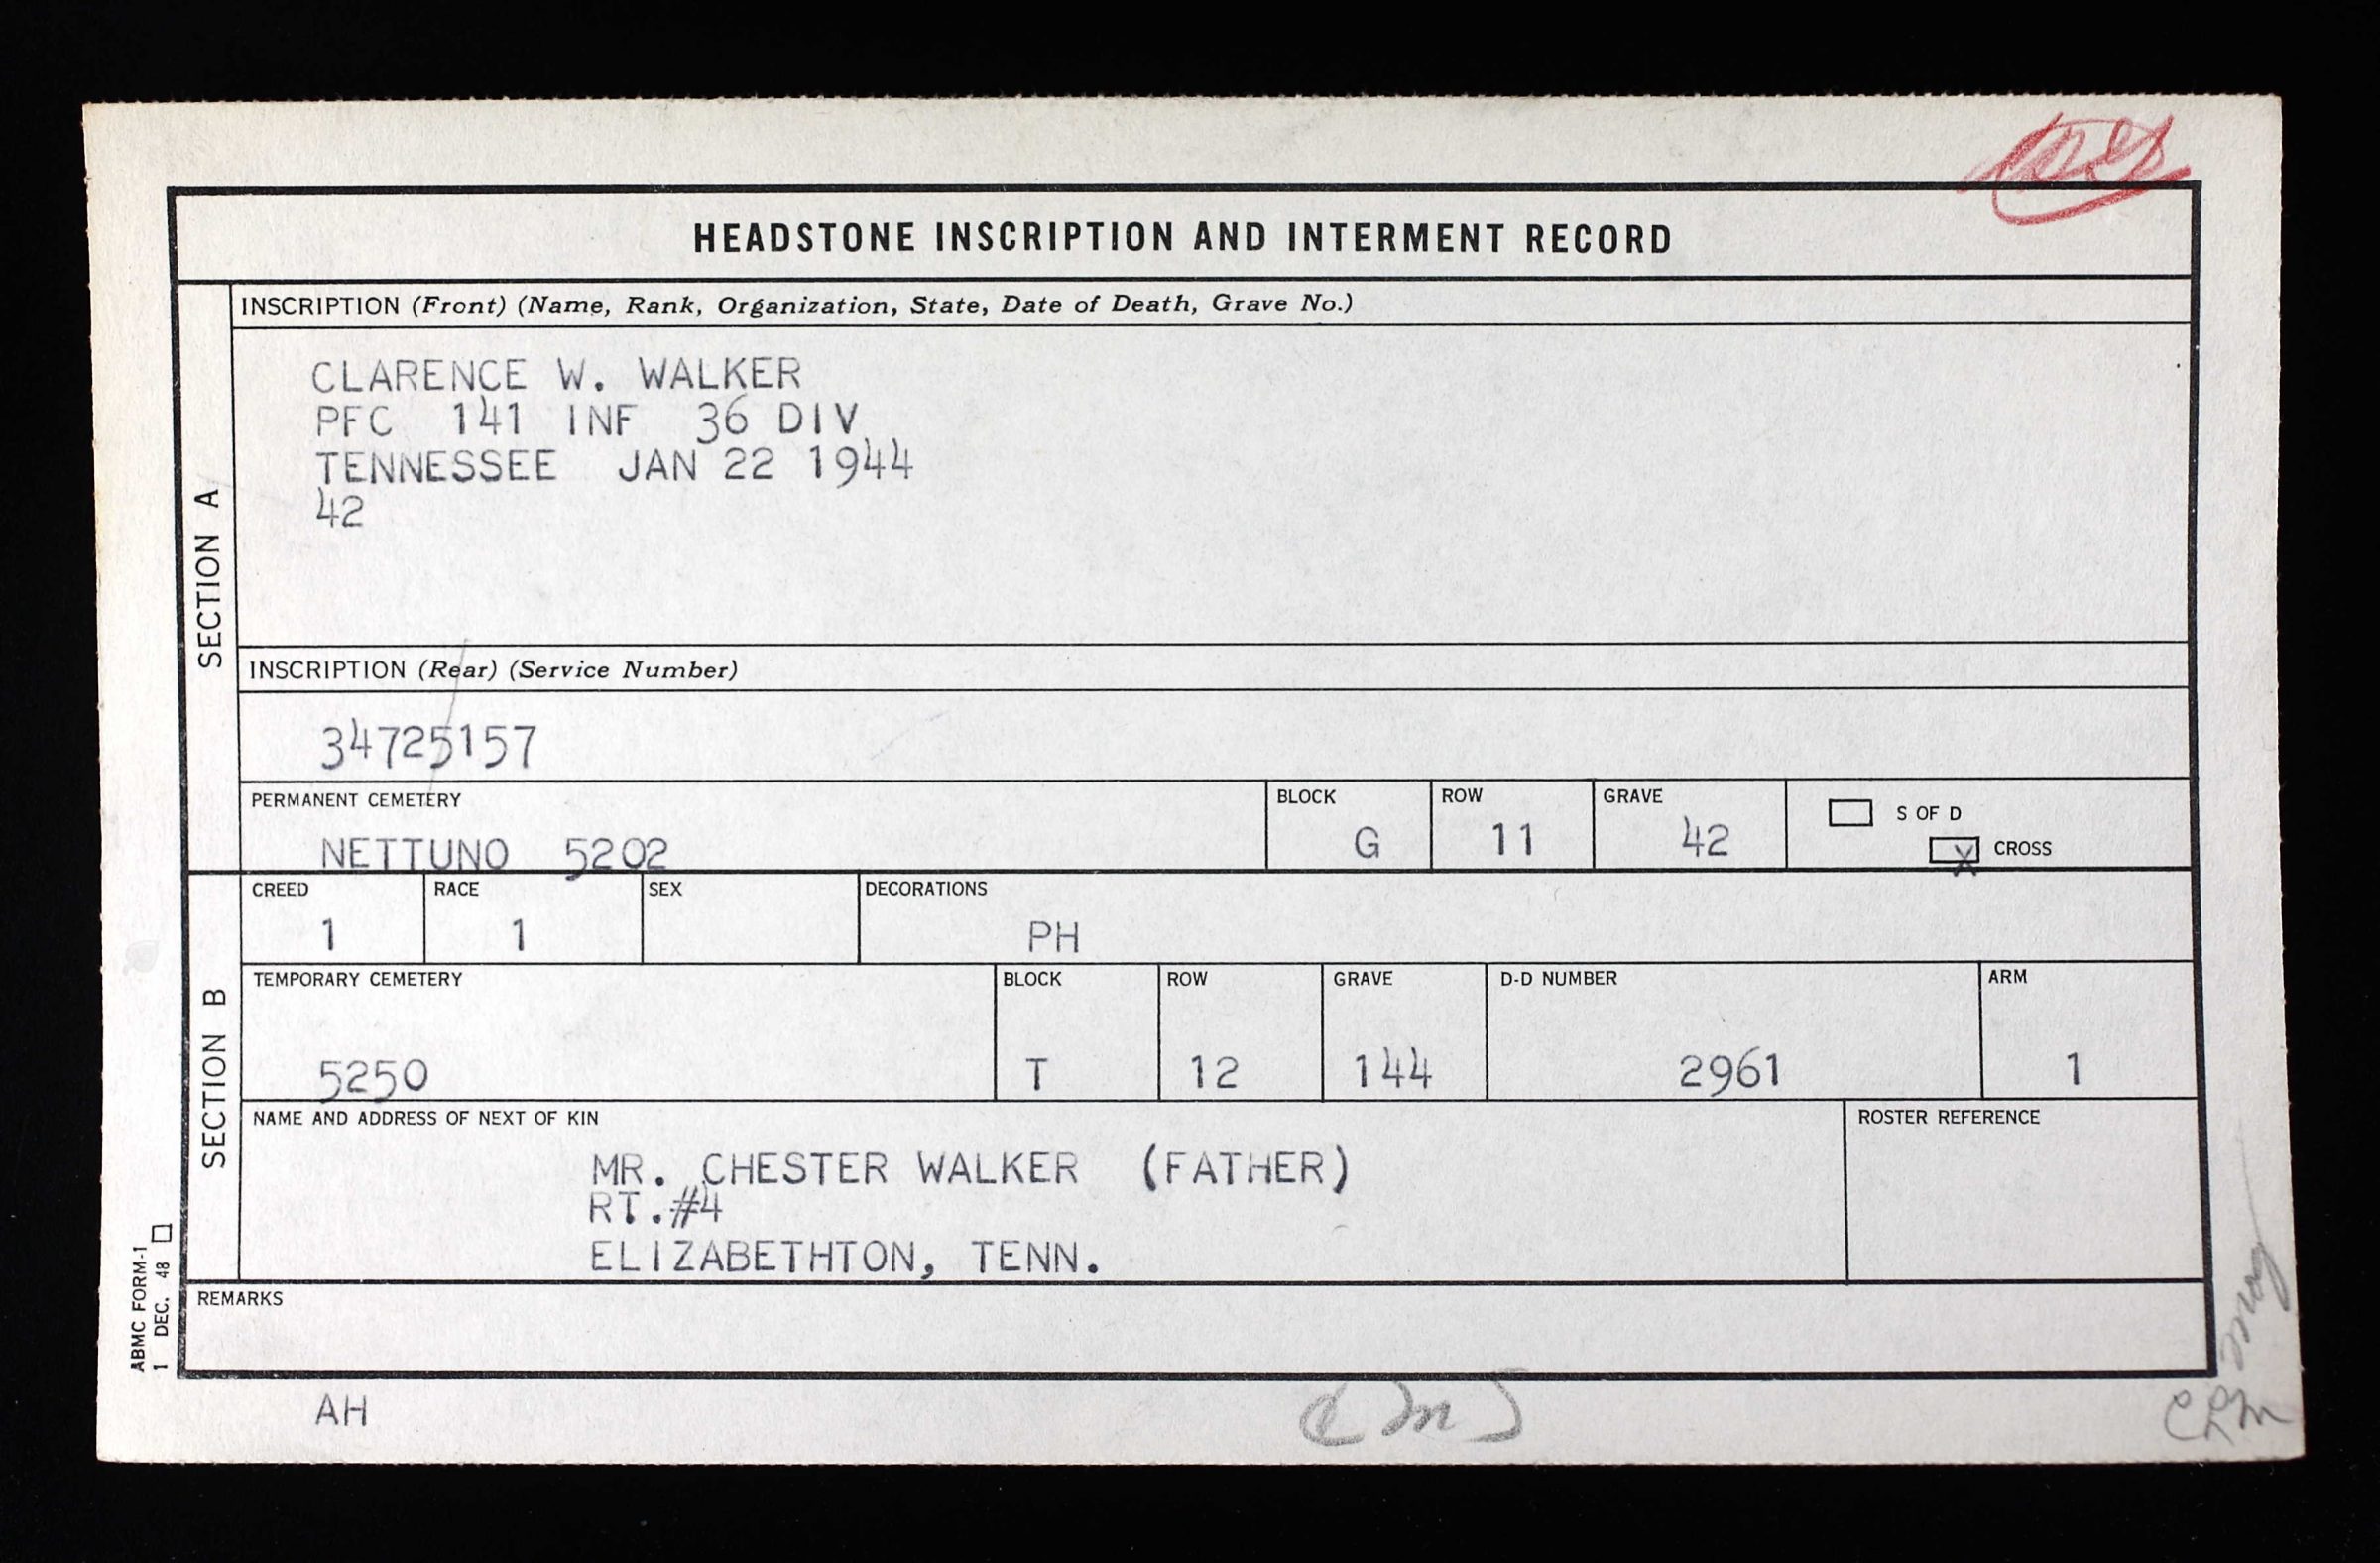 HEADSTONE INSCRIPTION AND INTERMENT RECORD
SECTION A
INSCRIPTION (Front) (Name, Rank, Organization, State, Date of Death, Grave No.)
CLARENCE W. WALKER
PFC 141 INF 36 DIV
TENNESSEE JAN 22 1944
42
INSCRIPTION (Rear) (Service Number)
34725157
PERMANENT CEMETERY BLOCK ROW GRAVE
NETTUNO 5202 G 11 42
S OF D
X CROSS
SECTION B
CREED RACE SEX DECORATIONS
1 1 PH
TEMPORARY CEMETERY BLOCK ROW GRAVE D-D NUMBER ARM
5250 T 12 144 2961 1
NAME AND ADDRESS OF NEXT OF KIN ROSTER REFERENCE
MR. CHESTER WALKER (FATHER)
RT.#4
ELIZABETHTON, TENN.
REMARKS
ABMC FORM-1
1 DEC. 48
AH